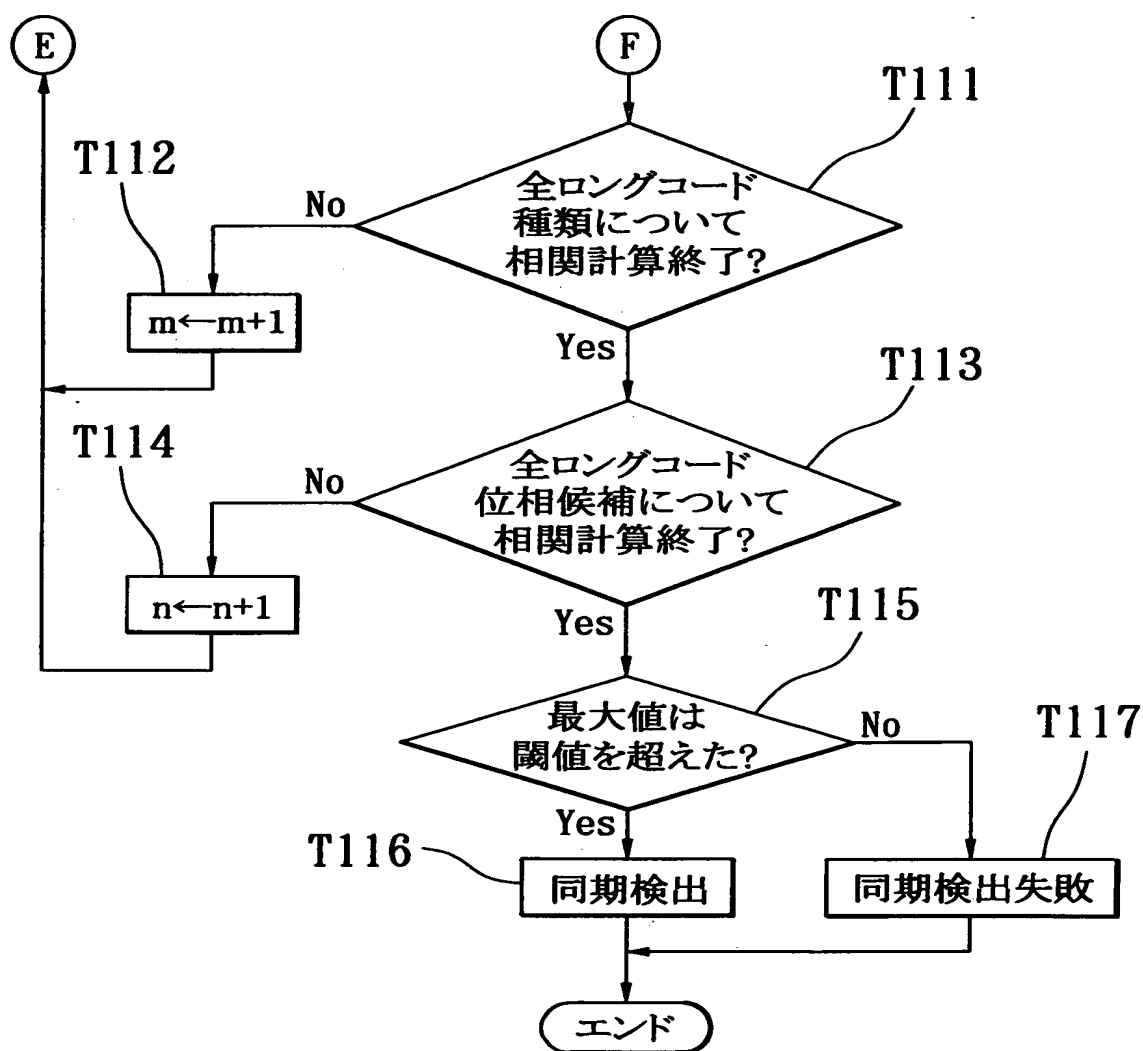 E
F
T111
T112
全ロングコード
種類について
相関計算終了?
No
m←m+1
Yes
T113
T114
全ロングコード
位相候補について
相関計算終了?
No
n←n+1
Yes
T115
最大値は
閾値を超えた?
No
T117
Yes
T116
同期検出
同期検出失敗
エンド